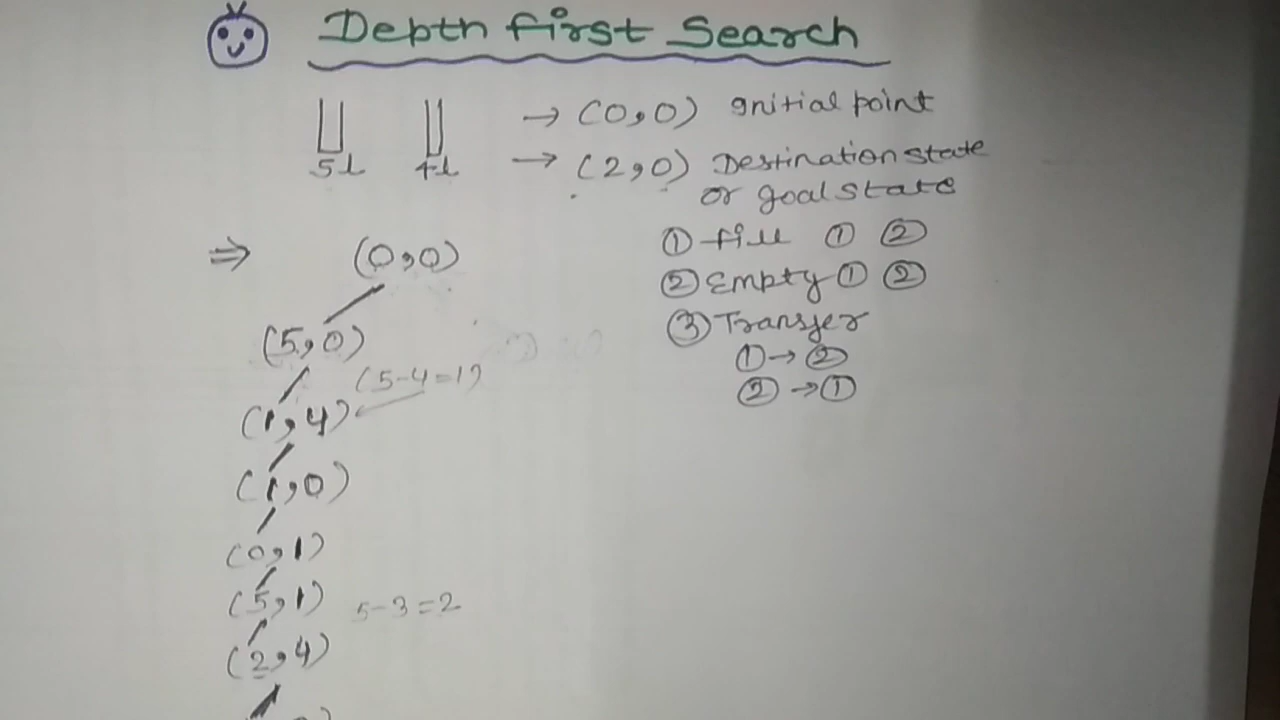 Depth first Search
→ (0,0) Initial point
5l 4l → (2,0) Destination state
or goal state
① fill ① ②
⇒ (0,0)
② Empty ① ②
③ Transfer
(5,0)
① → ②
(5-4=1)
② → ①
(1,4)
(1,0)
(0,1)
(5,1) 5-3=2
(2,4)